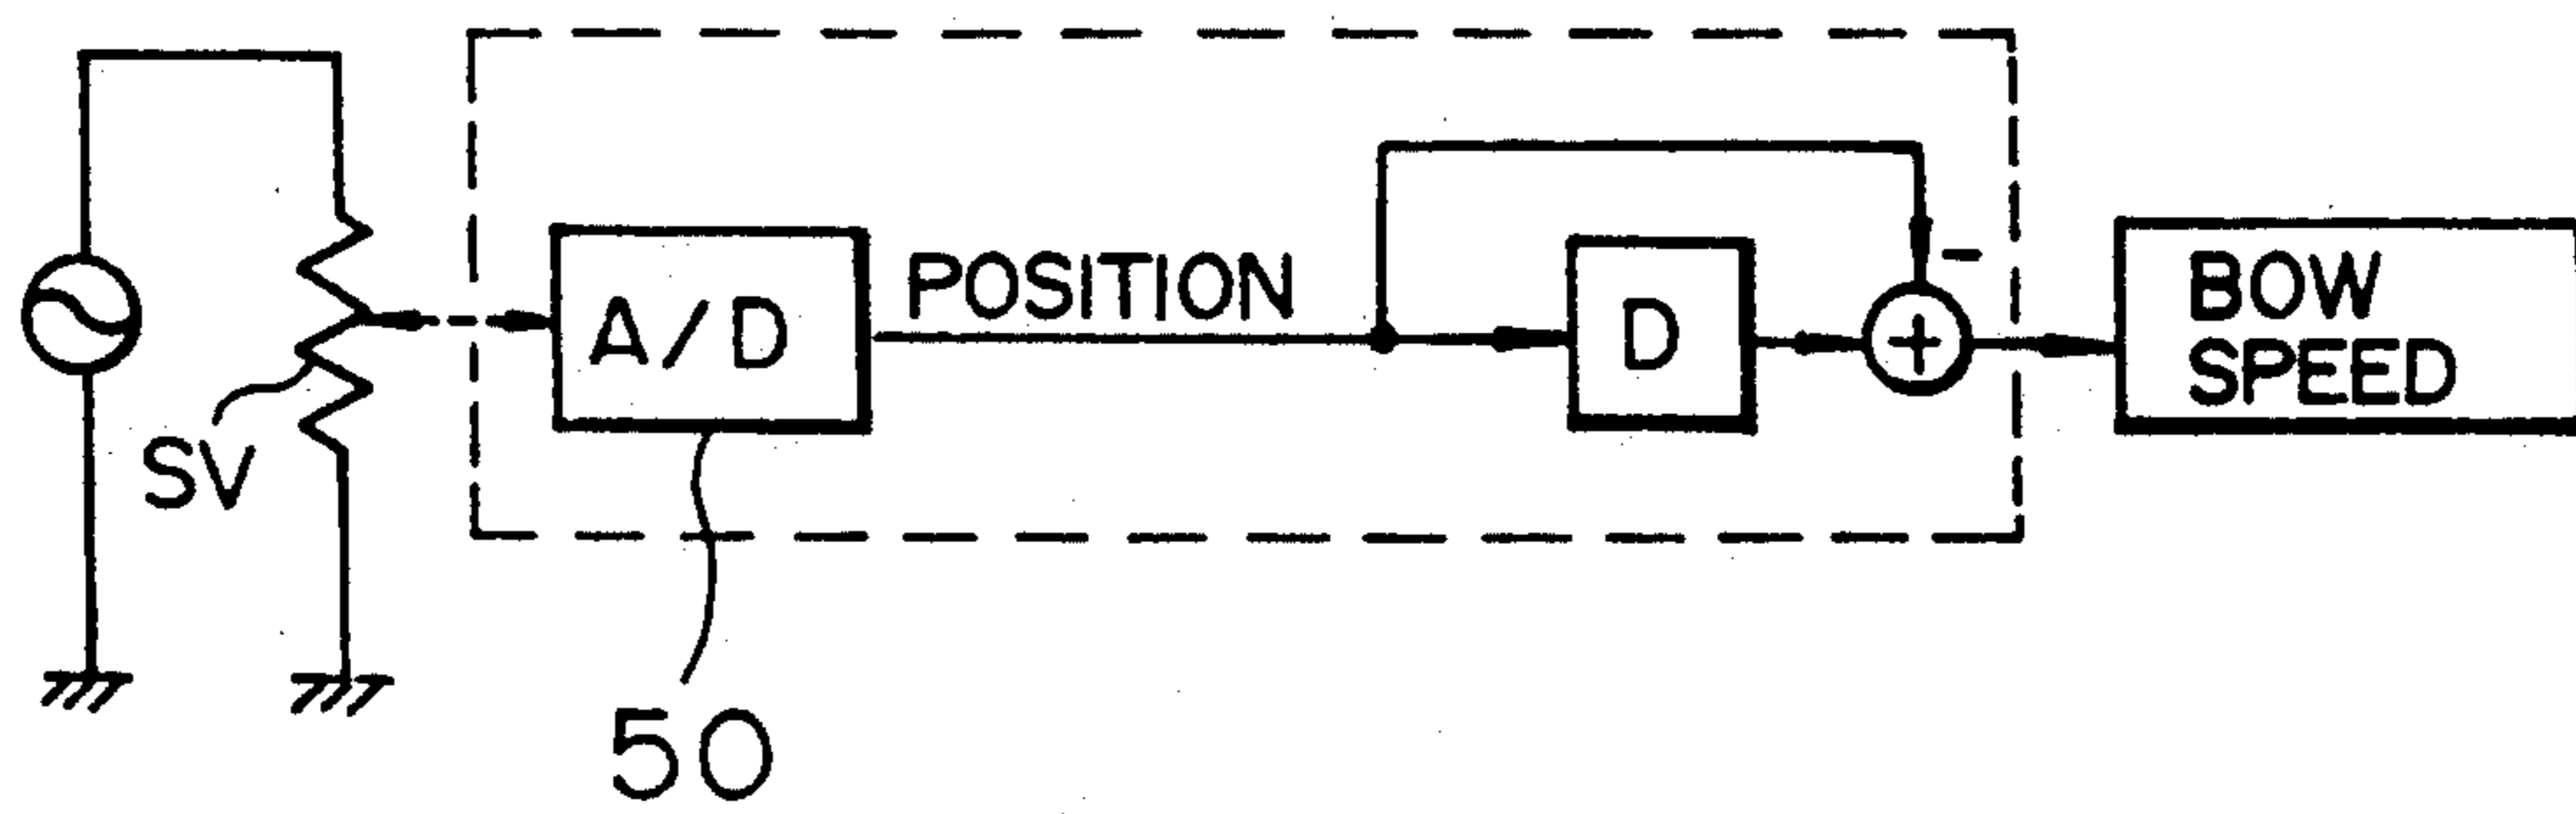 SV
A/D
50
POSITION
D
-
+
BOW
SPEED